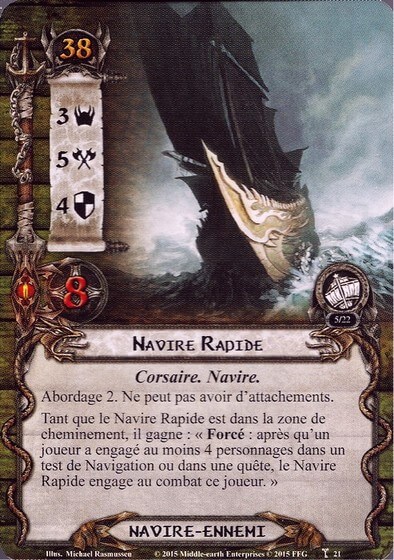 38
3
5
4
8
5/22
Navire Rapide
Corsaire. Navire.
Abordage 2. Ne peut pas avoir d'attachements.
Tant que le Navire Rapide est dans la zone de
cheminement, il gagne : « Forcé : après qu'un
joueur a engagé au moins 4 personnages dans un
test de Navigation ou dans une quête, le Navire
Rapide engage au combat ce joueur. »
NAVIRE-ENNEMI
Illus. Michael Rasmussen © 2015 Middle-earth Enterprises © 2015 FFG 21